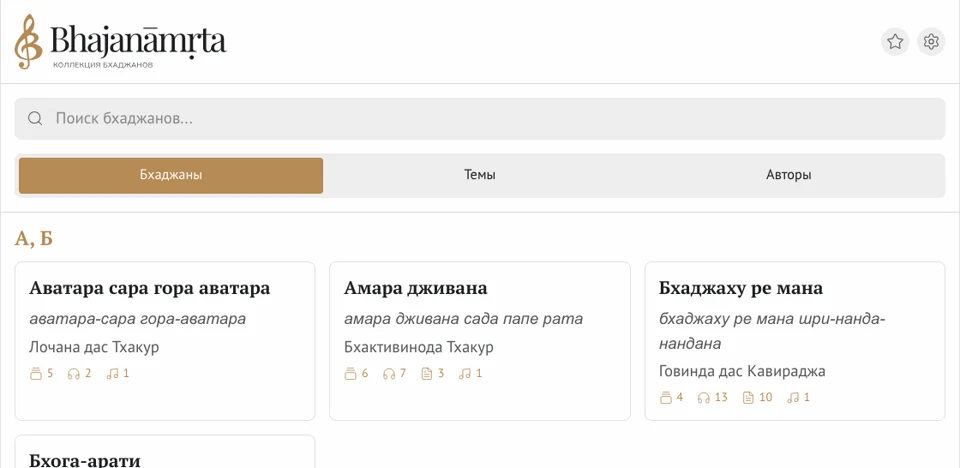 Bhajanāmṛta
КОЛЛЕКЦИЯ БХАДЖАНОВ
Поиск бхаджанов...
Бхаджаны
Темы
Авторы
А, Б
Аватара сара гора аватара
аватара-сара гора-аватара
Лочана дас Тхакур
5 2 1
Амара дживана
амара дживана сада папе рата
Бхактивинода Тхакур
6 7 3 1
Бхаджаху ре мана
бхаджаху ре мана шри-нанда-
нандана
Говинда дас Кавираджа
4 13 10 1
Бхога-арати